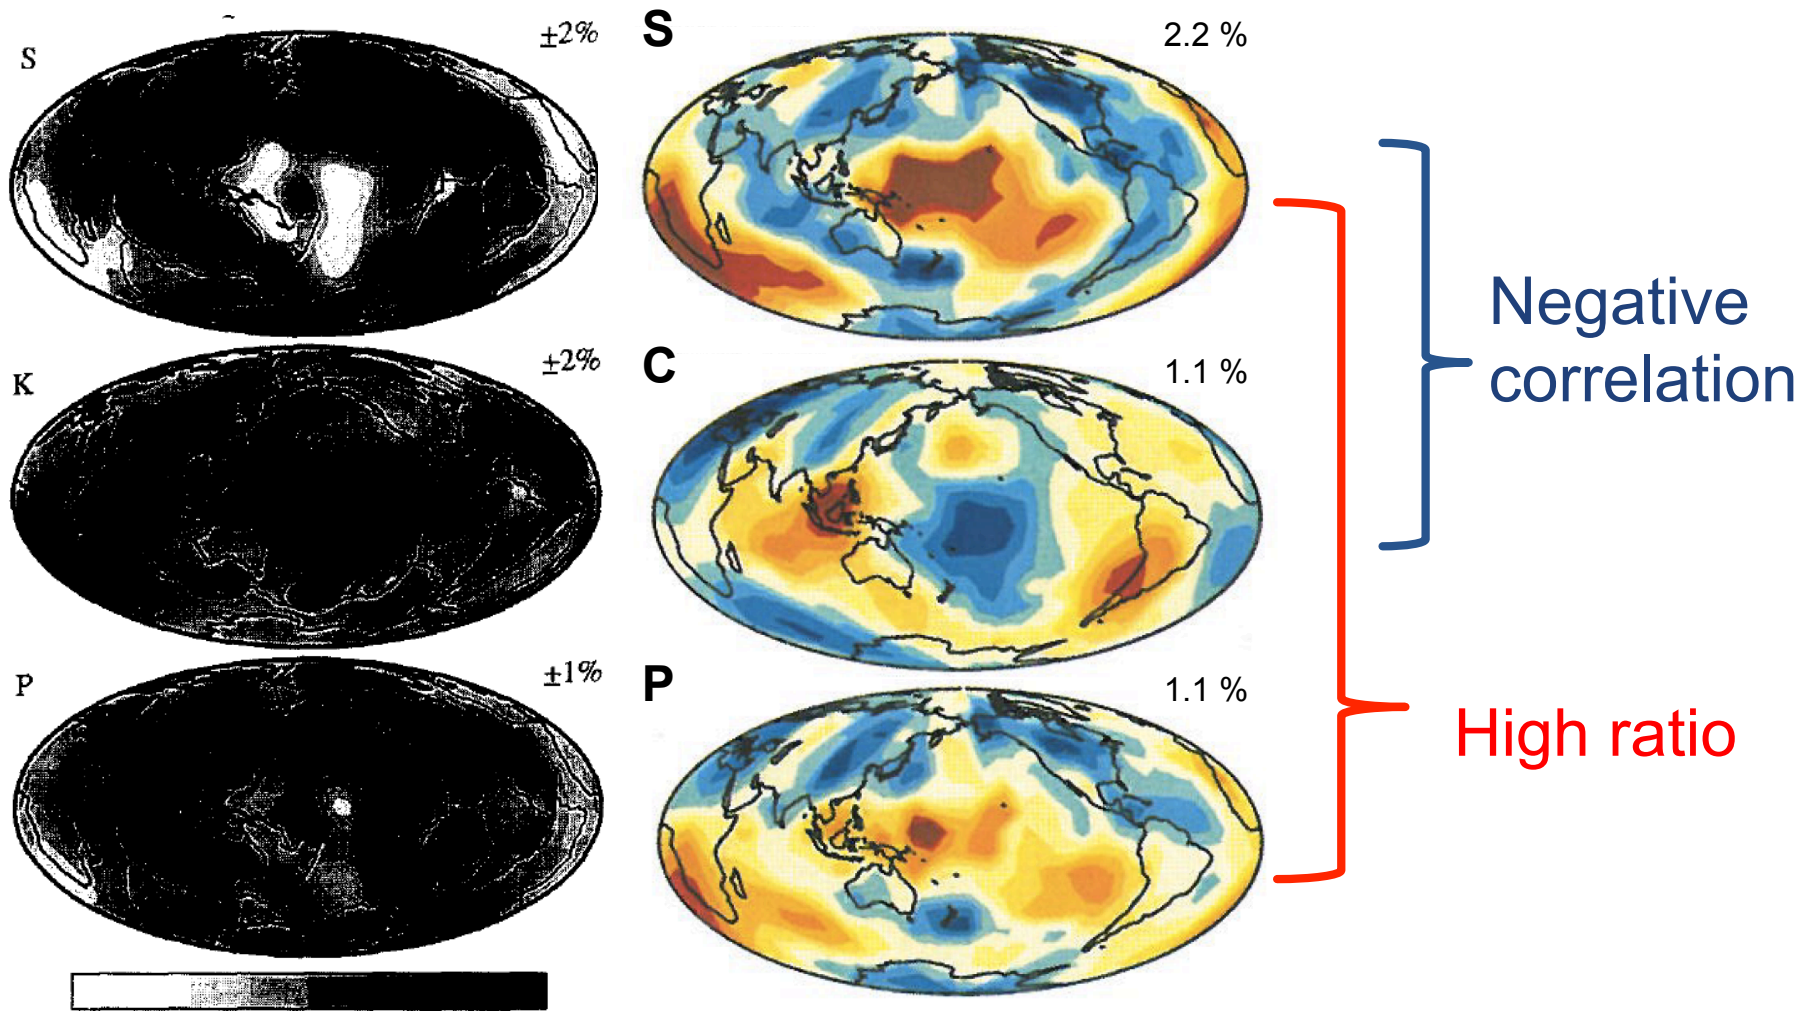 S
±2%
K
±2%
P
±1%
S
2.2 %
C
1.1 %
P
1.1 %
Negative
correlation
High ratio